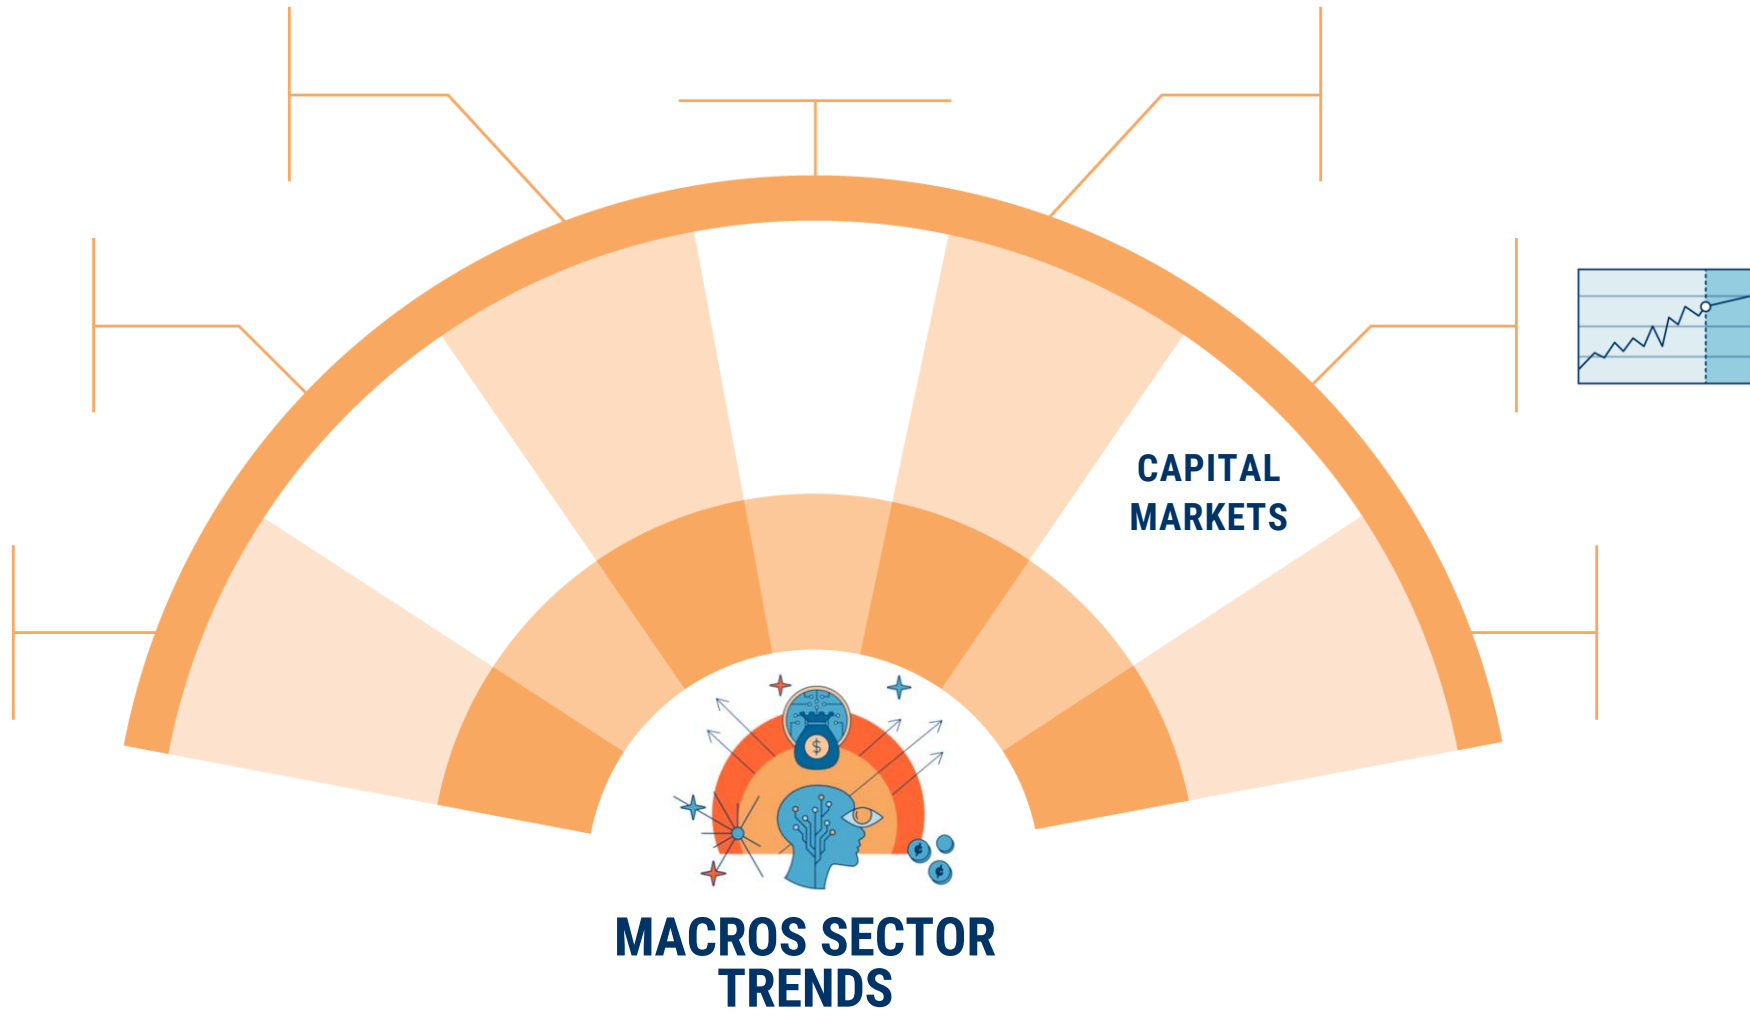 CAPITAL
MARKETS
$
¢
¢
MACROS SECTOR
TRENDS